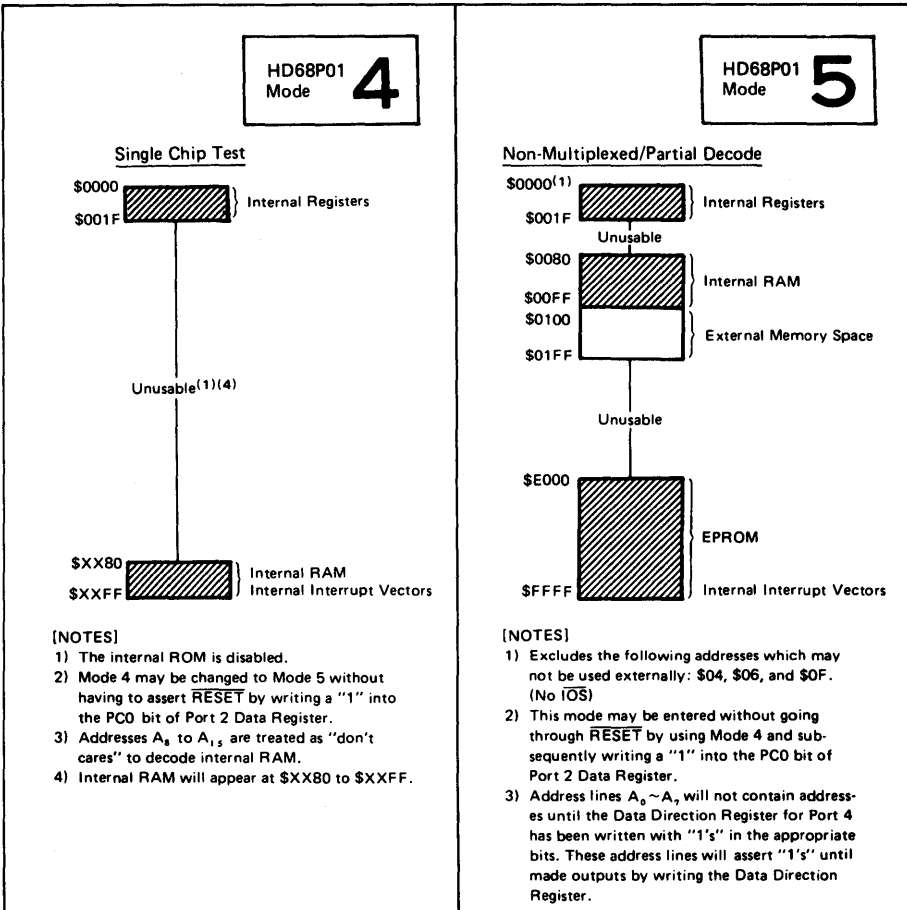 HD68P01
Mode 4
Single Chip Test
$0000
$001F
Internal Registers
Unusable(1)(4)
$XX80
$XXFF
Internal RAM
Internal Interrupt Vectors
[NOTES]
1) The internal ROM is disabled.
2) Mode 4 may be changed to Mode 5 without
having to assert RESET by writing a "1" into
the PC0 bit of Port 2 Data Register.
3) Addresses A8 to A15 are treated as "don't
cares" to decode internal RAM.
4) Internal RAM will appear at $XX80 to $XXFF.
HD68P01
Mode 5
Non-Multiplexed/Partial Decode
$0000(1)
$001F
Internal Registers
Unusable
$0080
$00FF
Internal RAM
$0100
$01FF
External Memory Space
Unusable
$E000
EPROM
$FFFF
Internal Interrupt Vectors
[NOTES]
1) Excludes the following addresses which may
not be used externally: $04, $06, and $0F.
(No IOS)
2) This mode may be entered without going
through RESET by using Mode 4 and sub-
sequently writing a "1" into the PC0 bit of
Port 2 Data Register.
3) Address lines A0~A7 will not contain address-
es until the Data Direction Register for Port 4
has been written with "1's" in the appropriate
bits. These address lines will assert "1's" until
made outputs by writing the Data Direction
Register.